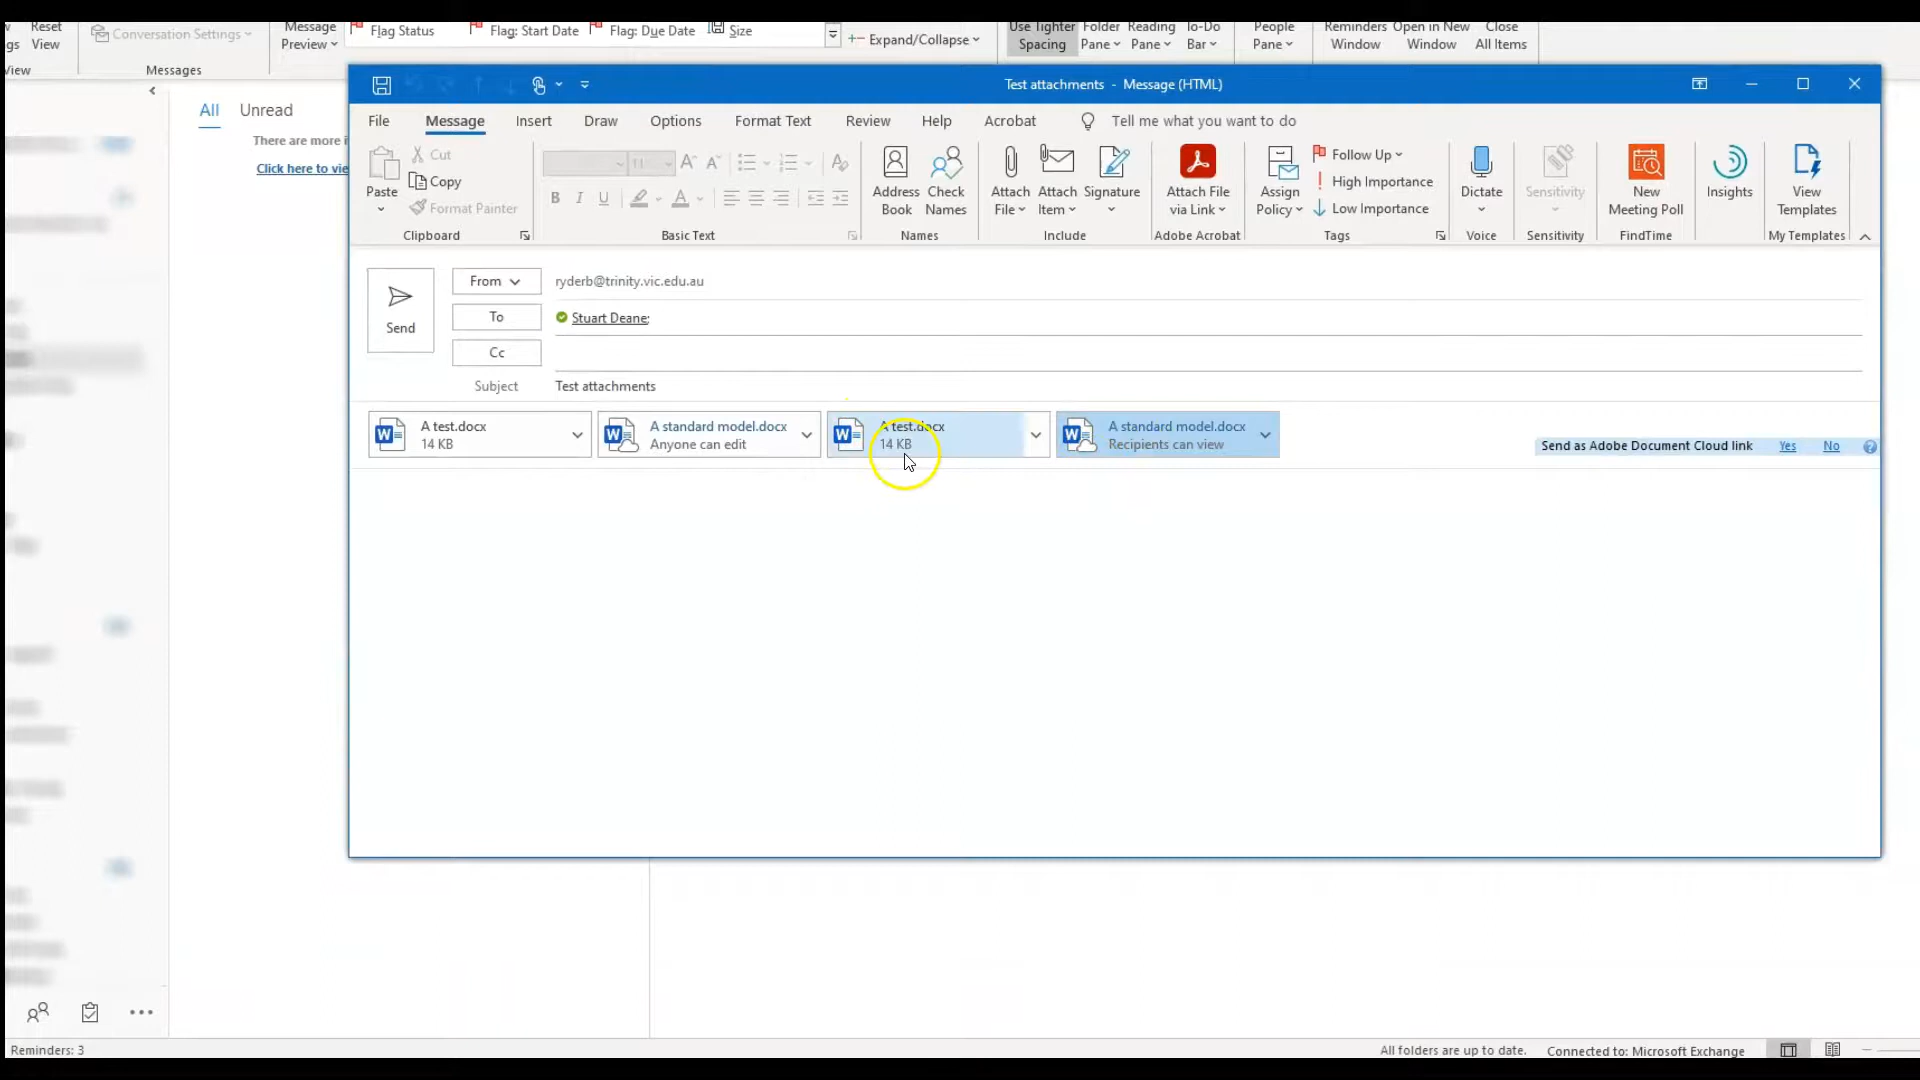 Reset
View
gs
View
Conversation Settings
Messages
Message
Preview
Flag Status
Flag: Start Date
Flag: Due Date
Size
Expand/Collapse
Use Tighter
Spacing
Folder
Pane
Reading
Pane
To-Do
Bar
People
Pane
Reminders
Window
Open in New
Window
Close
All Items
All
Unread
There are more i
Click here to vie
Test attachments - Message (HTML)
File
Message
Insert
Draw
Options
Format Text
Review
Help
Acrobat
Tell me what you want to do
Paste
Cut
Copy
Format Painter
Clipboard
11
B I U
A
Basic Text
Address
Book
Check
Names
Names
Attach
File
Attach
Item
Signature
Include
Attach File
via Link
Adobe Acrobat
Assign
Policy
Follow Up
High Importance
Low Importance
Tags
Dictate
Voice
Sensitivity
Sensitivity
New
Meeting Poll
FindTime
Insights
View
Templates
My Templates
Send
From
ryderb@trinity.vic.edu.au
To
Stuart Deane;
Cc
Subject
Test attachments
A test.docx
14 KB
A standard model.docx
Anyone can edit
A test.docx
14 KB
A standard model.docx
Recipients can view
Send as Adobe Document Cloud link Yes No
Reminders: 3
All folders are up to date.
Connected to: Microsoft Exchange